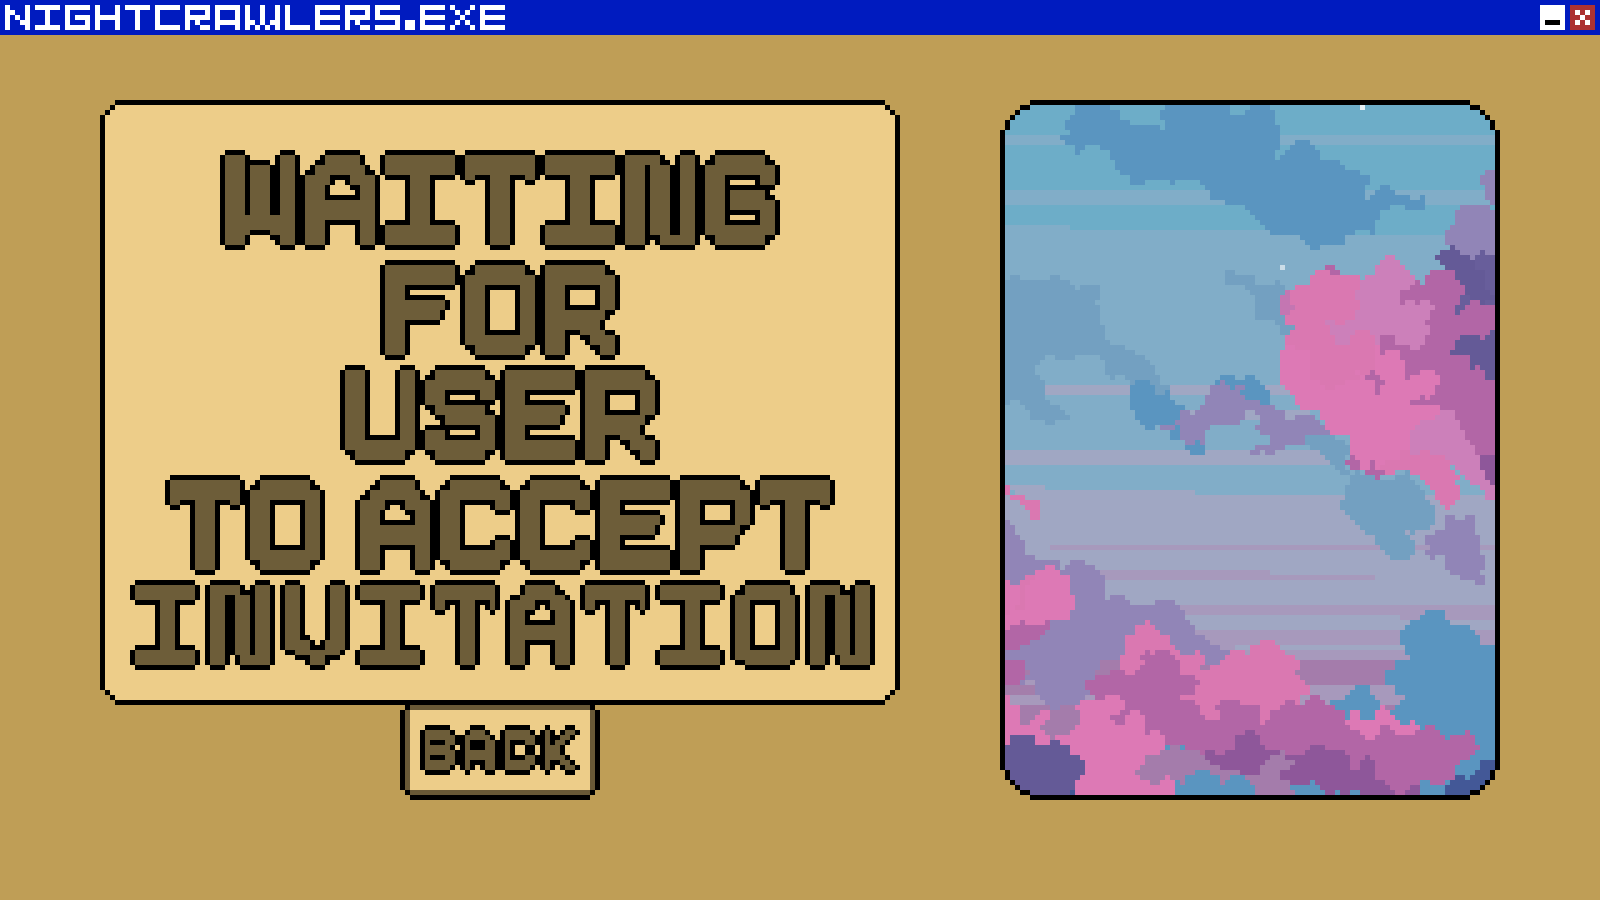 NIGHTCRAWLERS.EXE
WAITING
FOR
USER
TO ACCEPT
INVITATION
BACK